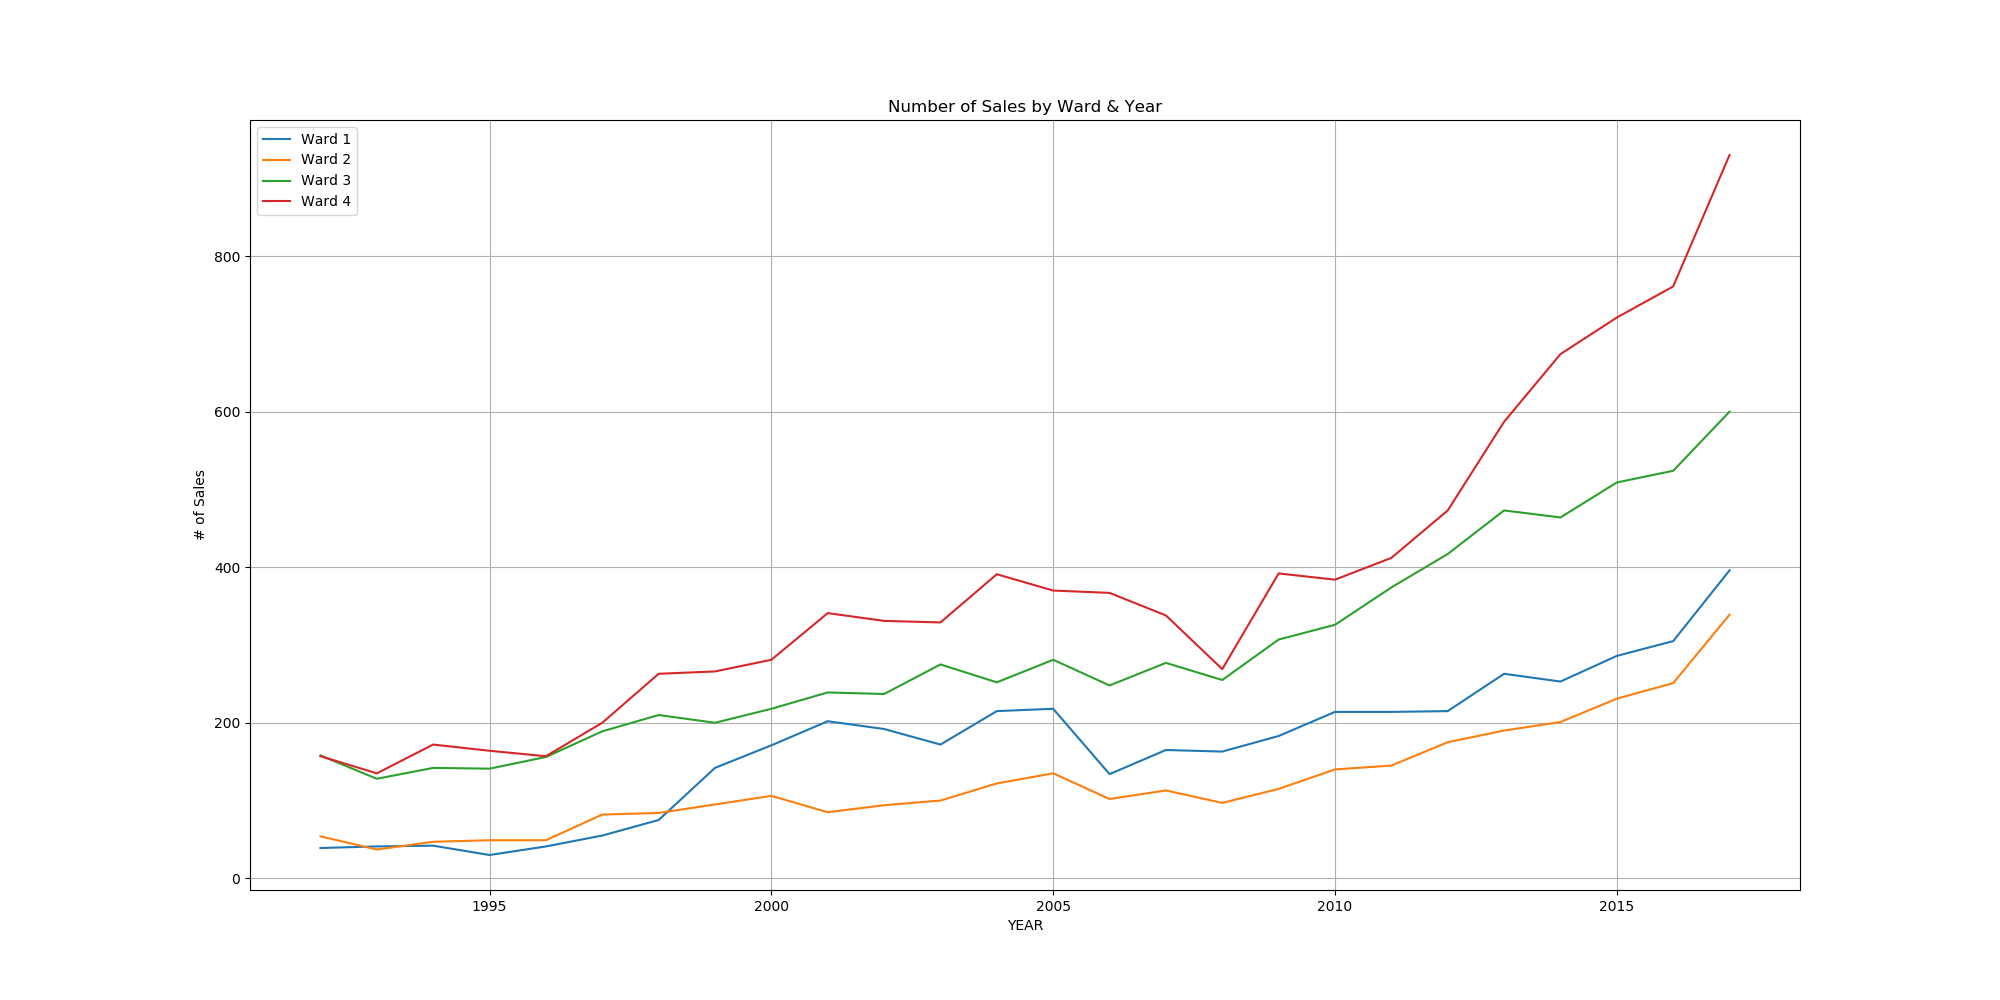 Number of Sales by Ward & Year
Ward 1
Ward 2
Ward 3
Ward 4
800
600
400
200
0
# of Sales
1995 2000 2005 2010 2015
YEAR